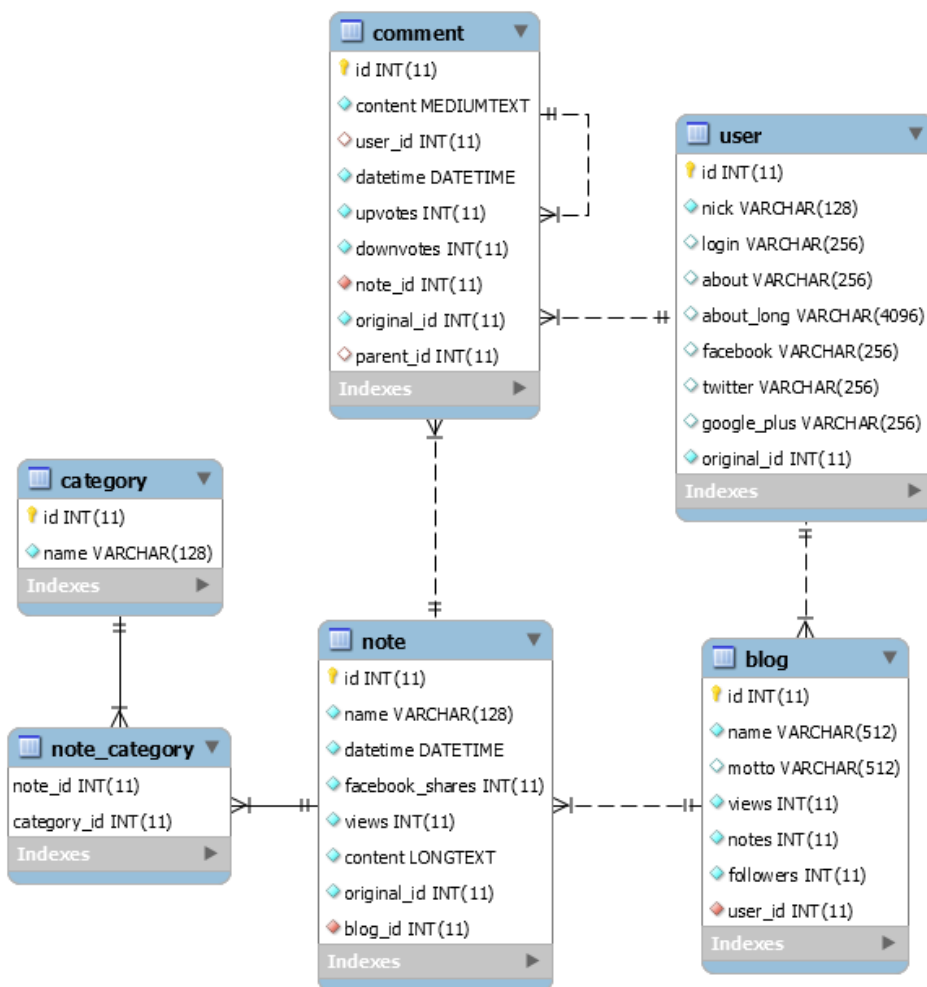 comment
id INT(11)
content MEDIUMTEXT
user_id INT(11)
datetime DATETIME
upvotes INT(11)
downvotes INT(11)
note_id INT(11)
original_id INT(11)
parent_id INT(11)
Indexes
user
id INT(11)
nick VARCHAR(128)
login VARCHAR(256)
about VARCHAR(256)
about_long VARCHAR(4096)
facebook VARCHAR(256)
twitter VARCHAR(256)
google_plus VARCHAR(256)
original_id INT(11)
Indexes
category
id INT(11)
name VARCHAR(128)
Indexes
note_category
note_id INT(11)
category_id INT(11)
Indexes
note
id INT(11)
name VARCHAR(128)
datetime DATETIME
facebook_shares INT(11)
views INT(11)
content LONGTEXT
original_id INT(11)
blog_id INT(11)
Indexes
blog
id INT(11)
name VARCHAR(512)
motto VARCHAR(512)
views INT(11)
notes INT(11)
followers INT(11)
user_id INT(11)
Indexes